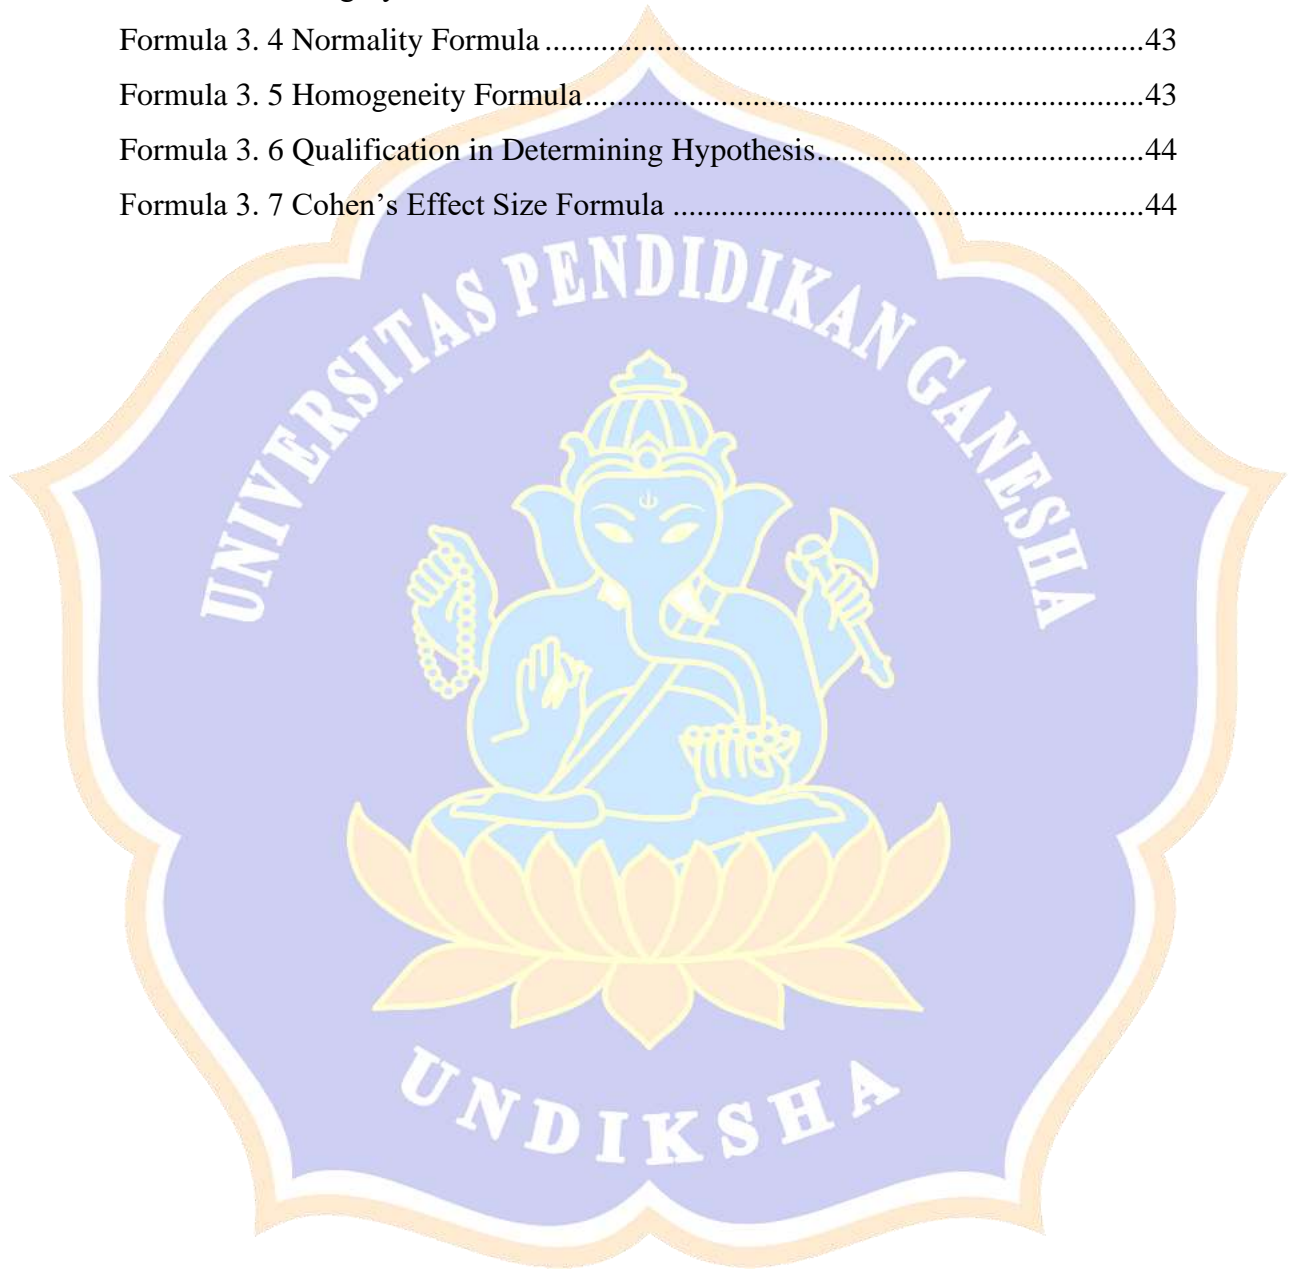 Formula 3. 4 Normality Formula ........................................................................... 43
Formula 3. 5 Homogeneity Formula...................................................................... 43
Formula 3. 6 Qualification in Determining Hypothesis......................................... 44
Formula 3. 7 Cohen’s Effect Size Formula ........................................................... 44
UNIVERSITAS PENDIDIKAN GANESHA
UNDIKSHA